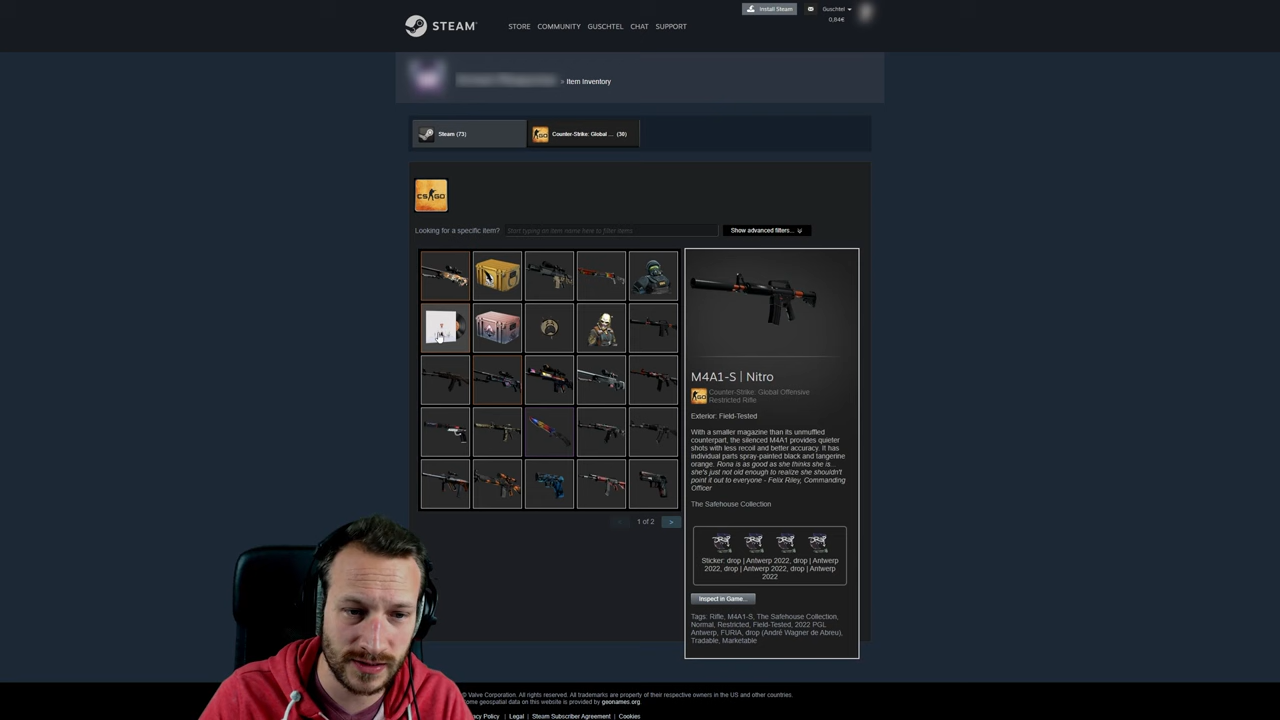 STEAM®
STORE COMMUNITY GUSCHTEL CHAT SUPPORT
Install Steam
Guschtel
0,84€
» Item Inventory
Steam (73)
Counter-Strike: Global ... (30)
CS GO
Looking for a specific item?
Start typing an item name here to filter items
Show advanced filters...
M4A1-S | Nitro
Counter-Strike: Global Offensive
Restricted Rifle
Exterior: Field-Tested
With a smaller magazine than its unmuffled
counterpart, the silenced M4A1 provides quieter
shots with less recoil and better accuracy. It has
individual parts spray-painted black and tangerine
orange. Rona is as good as she thinks she is...
she's just not old enough to realize she shouldn't
point it out to everyone - Felix Riley, Commanding
Officer
The Safehouse Collection
Sticker: drop | Antwerp 2022, drop | Antwerp
2022, drop | Antwerp 2022, drop | Antwerp
2022
Inspect in Game...
Tags: Rifle, M4A1-S, The Safehouse Collection,
Normal, Restricted, Field-Tested, 2022 PGL
Antwerp, FURIA, drop (André Wagner de Abreu),
Tradable, Marketable
< 1 of 2 >
© Valve Corporation. All rights reserved. All trademarks are property of their respective owners in the US and other countries.
ome geospatial data on this website is provided by geonames.org.
acy Policy | Legal | Steam Subscriber Agreement | Cookies